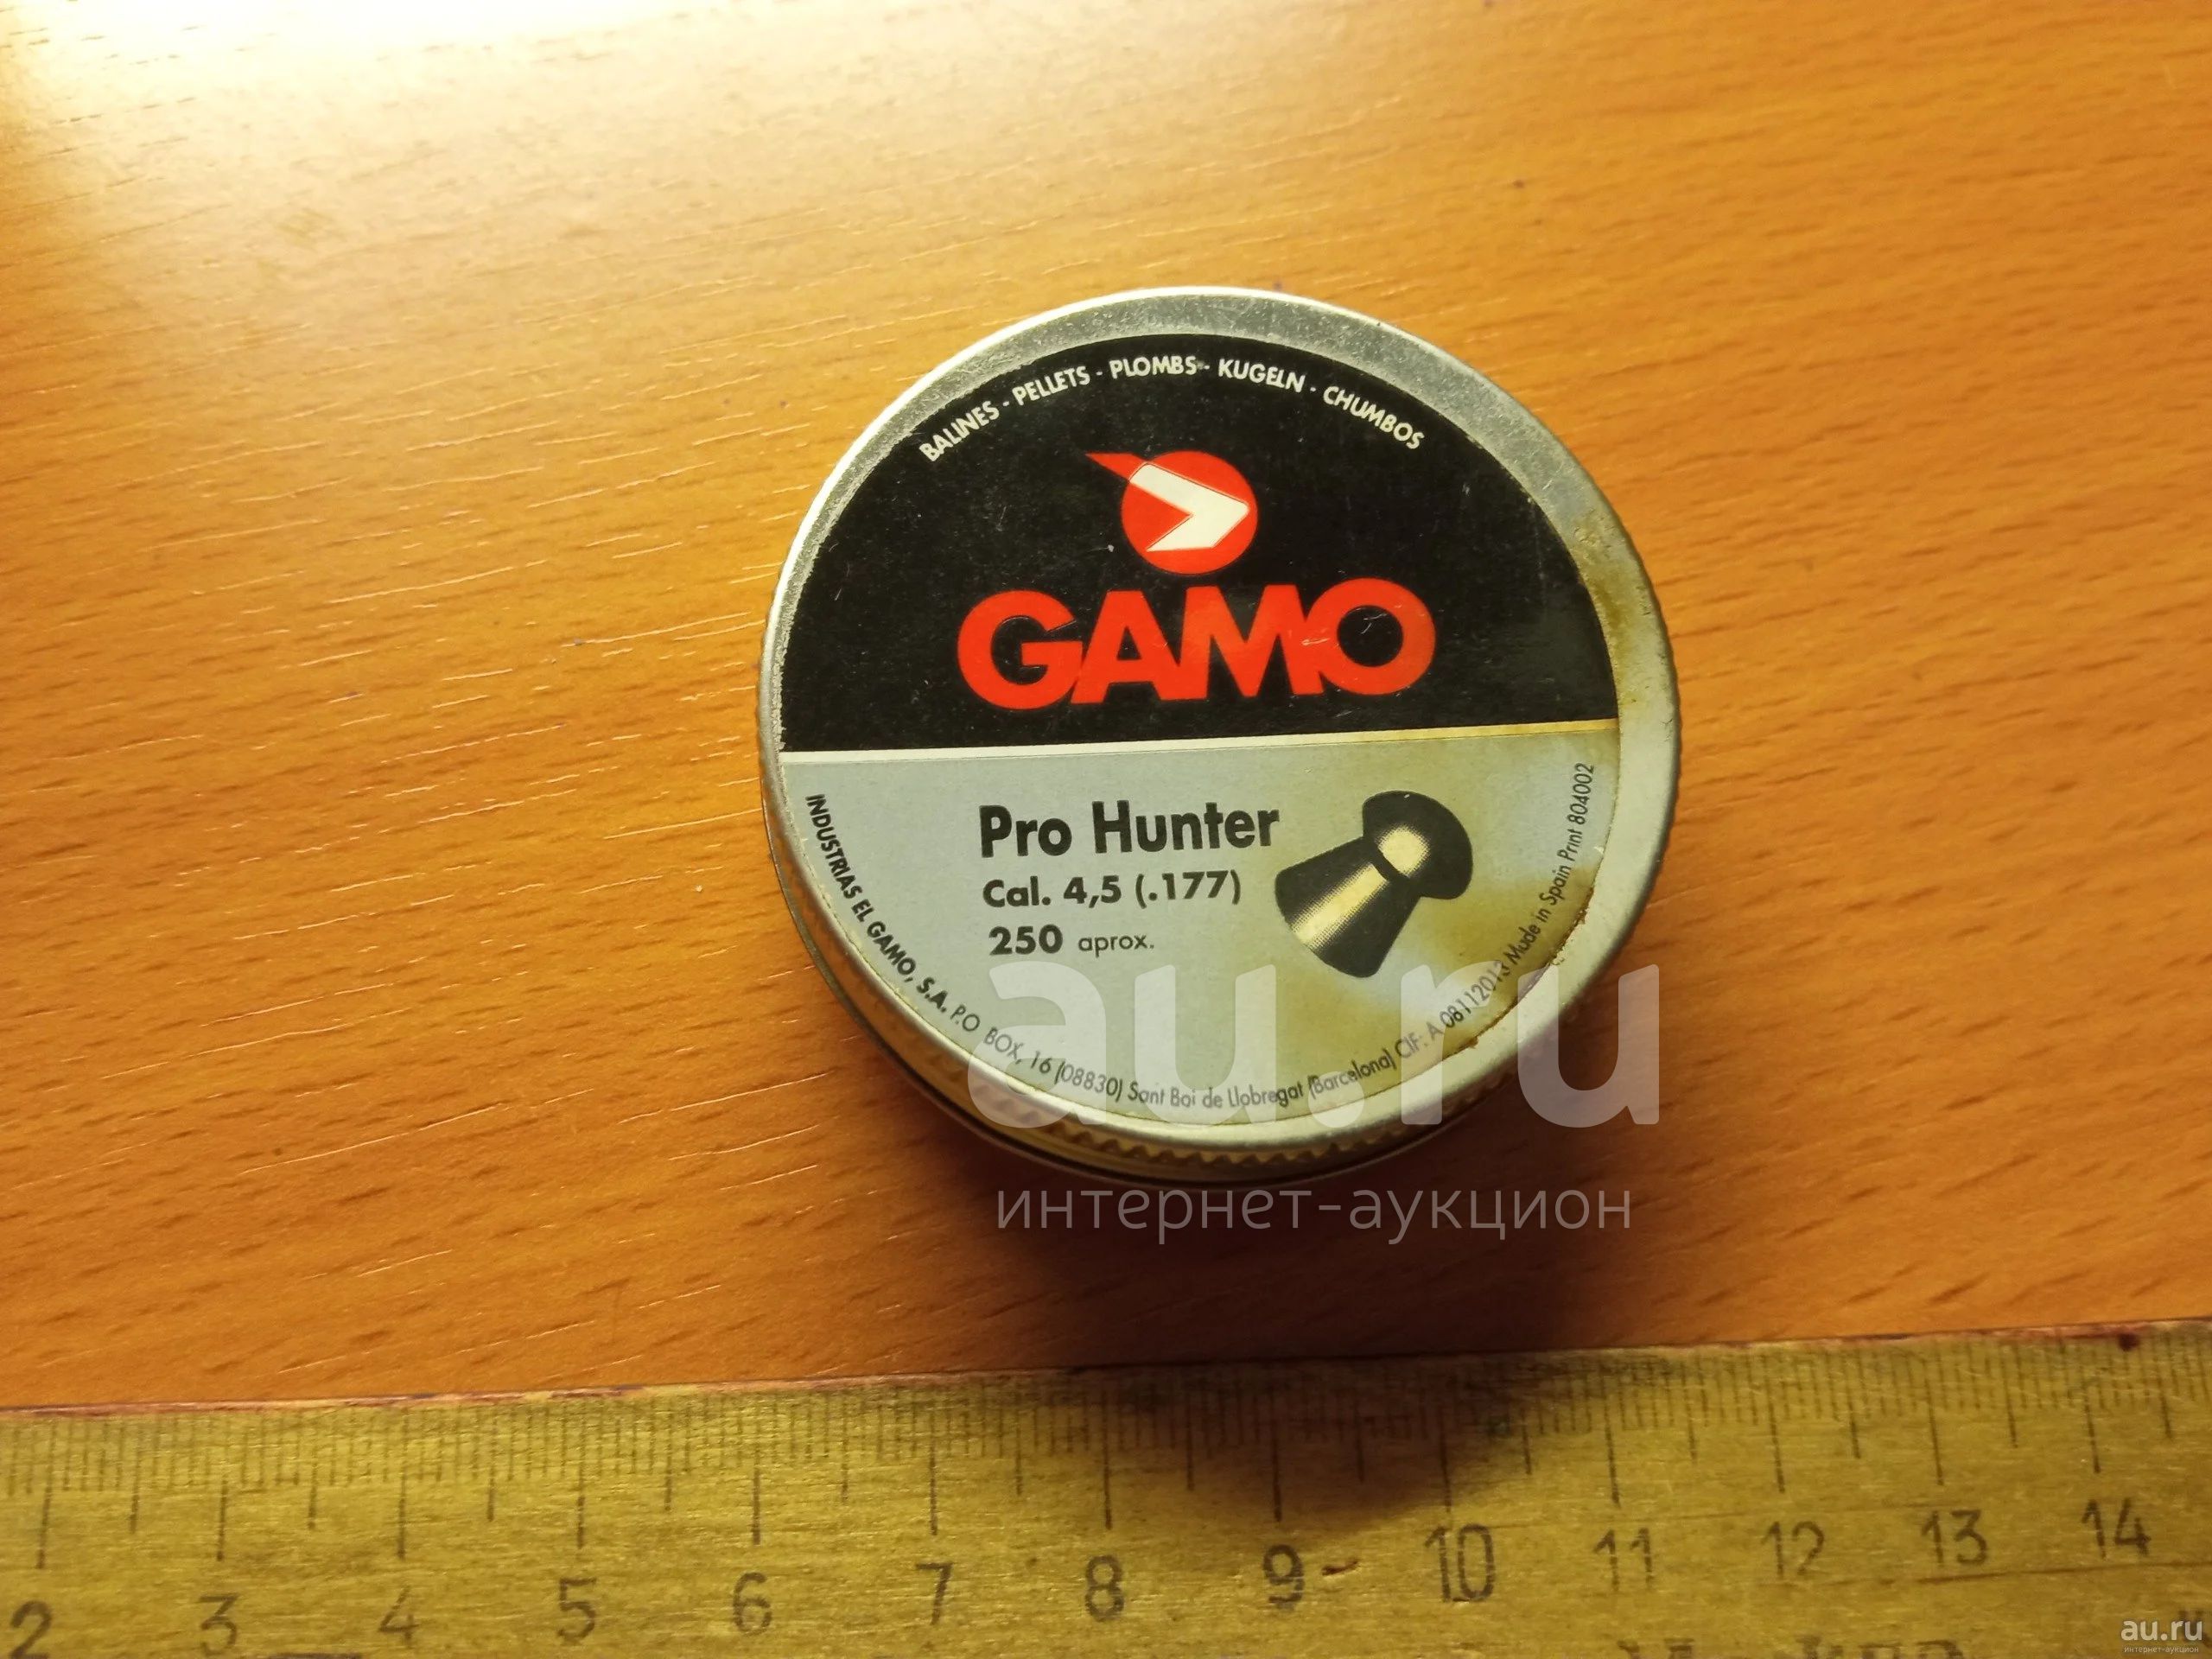 BALINES - PELLETS - PLOMBS - KUGELN - CHUMBOS
GAMO
Pro Hunter
Cal. 4,5 (.177)
250 aprox.
INDUSTRIAS EL GAMO, S.A. P.O BOX, 16 (08830) Sant Boi de Llobregat (Barcelona) CIF: A 08112013 Made in Spain Print 804002
au.ru
интернет-аукцион
2 3 4 5 6 7 8 9 10 11 12 13 14
au.ru
интернет-аукцион